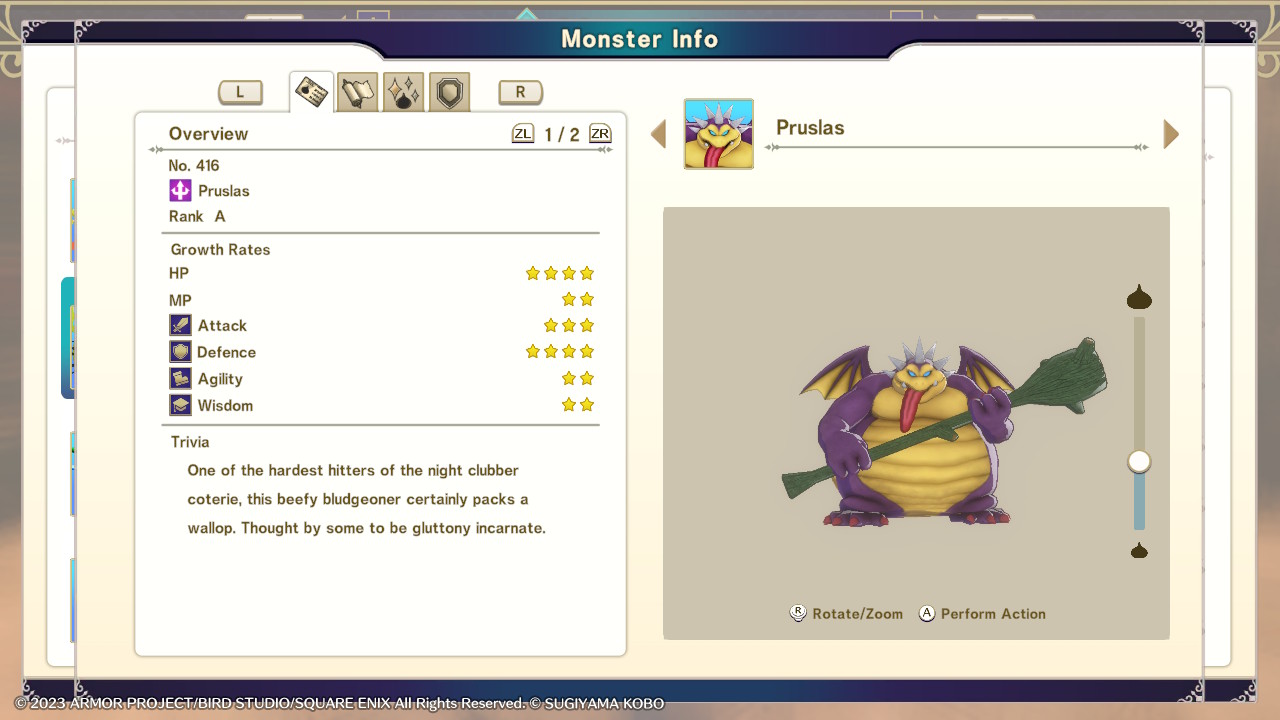 Monster Info
L
R
Overview
ZL 1 / 2 ZR
No. 416
Pruslas
Rank A
Growth Rates
HP
MP
Attack
Defence
Agility
Wisdom
Trivia
One of the hardest hitters of the night clubber
coterie, this beefy bludgeoner certainly packs a
wallop. Thought by some to be gluttony incarnate.
Pruslas
R Rotate/Zoom A Perform Action
© 2023 ARMOR PROJECT/BIRD STUDIO/SQUARE ENIX All Rights Reserved. © SUGIYAMA KOBO